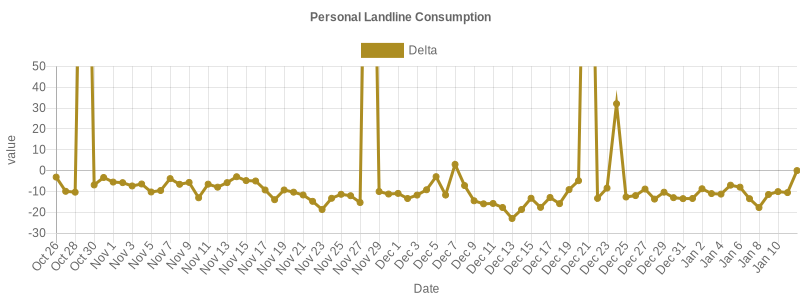 Personal Landline Consumption
Delta
value
50
40
30
20
10
0
-10
-20
-30
Oct 26
Oct 28
Oct 30
Nov 1
Nov 3
Nov 5
Nov 7
Nov 9
Nov 11
Nov 13
Nov 15
Nov 17
Nov 19
Nov 21
Nov 23
Nov 25
Nov 27
Nov 29
Dec 1
Dec 3
Dec 5
Dec 7
Dec 9
Dec 11
Dec 13
Dec 15
Dec 17
Dec 19
Dec 21
Dec 23
Dec 25
Dec 27
Dec 29
Dec 31
Jan 2
Jan 4
Jan 6
Jan 8
Jan 10
Date